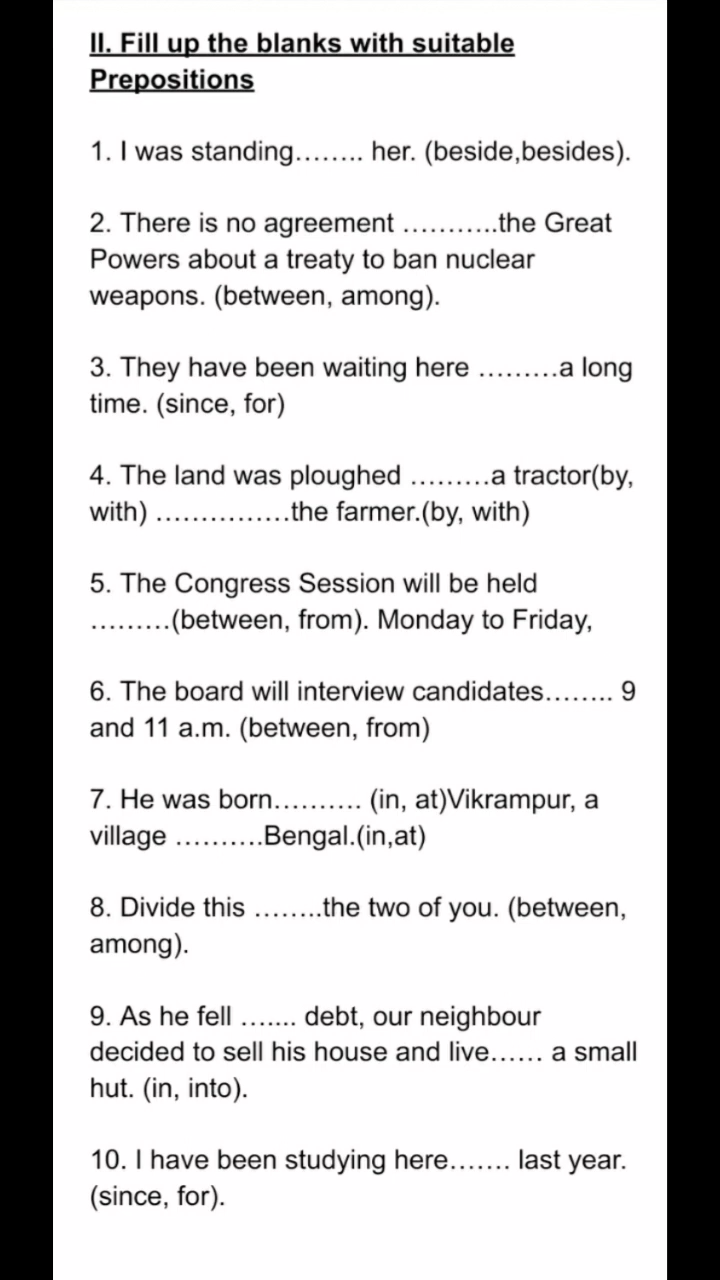 II. Fill up the blanks with suitable
Prepositions
1. I was standing........ her. (beside,besides).
2. There is no agreement ...........the Great
Powers about a treaty to ban nuclear
weapons. (between, among).
3. They have been waiting here .........a long
time. (since, for)
4. The land was ploughed .........a tractor(by,
with) ...............the farmer.(by, with)
5. The Congress Session will be held
.........(between, from). Monday to Friday,
6. The board will interview candidates........ 9
and 11 a.m. (between, from)
7. He was born.......... (in, at)Vikrampur, a
village ..........Bengal.(in,at)
8. Divide this ........the two of you. (between,
among).
9. As he fell ....... debt, our neighbour
decided to sell his house and live...... a small
hut. (in, into).
10. I have been studying here....... last year.
(since, for).